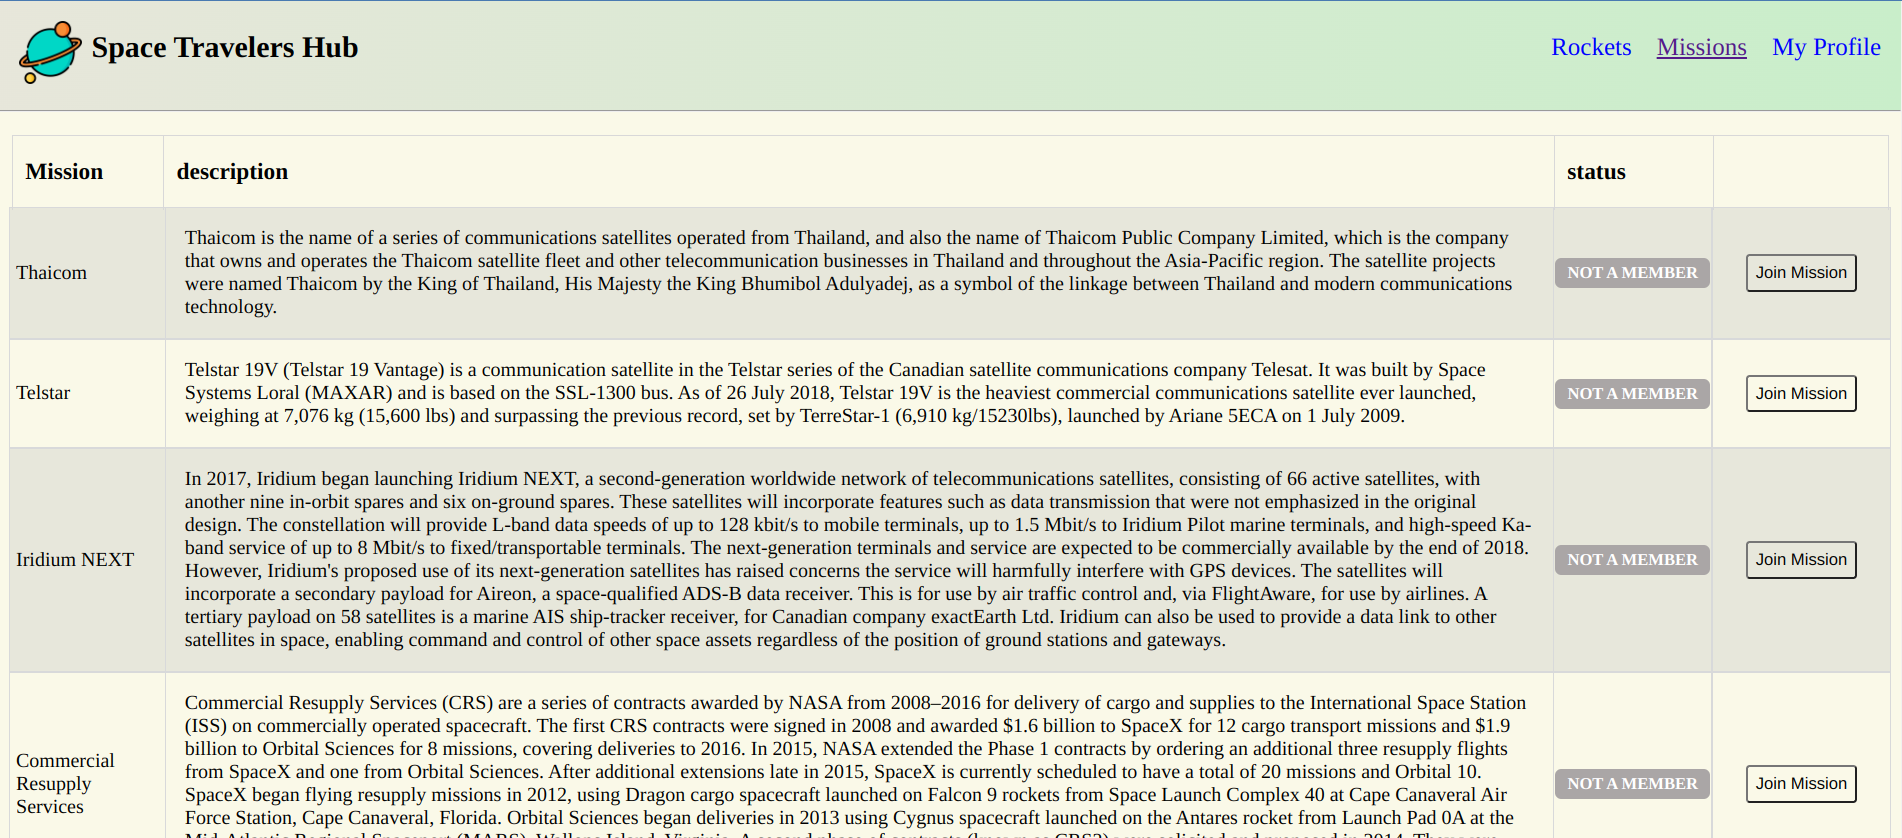 Space Travelers Hub
Rockets Missions My Profile
Mission description status
Thaicom
Thaicom is the name of a series of communications satellites operated from Thailand, and also the name of Thaicom Public Company Limited, which is the company
that owns and operates the Thaicom satellite fleet and other telecommunication businesses in Thailand and throughout the Asia-Pacific region. The satellite projects
were named Thaicom by the King of Thailand, His Majesty the King Bhumibol Adulyadej, as a symbol of the linkage between Thailand and modern communications
technology.
NOT A MEMBER
Join Mission
Telstar
Telstar 19V (Telstar 19 Vantage) is a communication satellite in the Telstar series of the Canadian satellite communications company Telesat. It was built by Space
Systems Loral (MAXAR) and is based on the SSL-1300 bus. As of 26 July 2018, Telstar 19V is the heaviest commercial communications satellite ever launched,
weighing at 7,076 kg (15,600 lbs) and surpassing the previous record, set by TerreStar-1 (6,910 kg/15230lbs), launched by Ariane 5ECA on 1 July 2009.
NOT A MEMBER
Join Mission
Iridium NEXT
In 2017, Iridium began launching Iridium NEXT, a second-generation worldwide network of telecommunications satellites, consisting of 66 active satellites, with
another nine in-orbit spares and six on-ground spares. These satellites will incorporate features such as data transmission that were not emphasized in the original
design. The constellation will provide L-band data speeds of up to 128 kbit/s to mobile terminals, up to 1.5 Mbit/s to Iridium Pilot marine terminals, and high-speed Ka-
band service of up to 8 Mbit/s to fixed/transportable terminals. The next-generation terminals and service are expected to be commercially available by the end of 2018.
However, Iridium's proposed use of its next-generation satellites has raised concerns the service will harmfully interfere with GPS devices. The satellites will
incorporate a secondary payload for Aireon, a space-qualified ADS-B data receiver. This is for use by air traffic control and, via FlightAware, for use by airlines. A
tertiary payload on 58 satellites is a marine AIS ship-tracker receiver, for Canadian company exactEarth Ltd. Iridium can also be used to provide a data link to other
satellites in space, enabling command and control of other space assets regardless of the position of ground stations and gateways.
NOT A MEMBER
Join Mission
Commercial
Resupply
Services
Commercial Resupply Services (CRS) are a series of contracts awarded by NASA from 2008–2016 for delivery of cargo and supplies to the International Space Station
(ISS) on commercially operated spacecraft. The first CRS contracts were signed in 2008 and awarded $1.6 billion to SpaceX for 12 cargo transport missions and $1.9
billion to Orbital Sciences for 8 missions, covering deliveries to 2016. In 2015, NASA extended the Phase 1 contracts by ordering an additional three resupply flights
from SpaceX and one from Orbital Sciences. After additional extensions late in 2015, SpaceX is currently scheduled to have a total of 20 missions and Orbital 10.
SpaceX began flying resupply missions in 2012, using Dragon cargo spacecraft launched on Falcon 9 rockets from Space Launch Complex 40 at Cape Canaveral Air
Force Station, Cape Canaveral, Florida. Orbital Sciences began deliveries in 2013 using Cygnus spacecraft launched on the Antares rocket from Launch Pad 0A at the
NOT A MEMBER
Join Mission